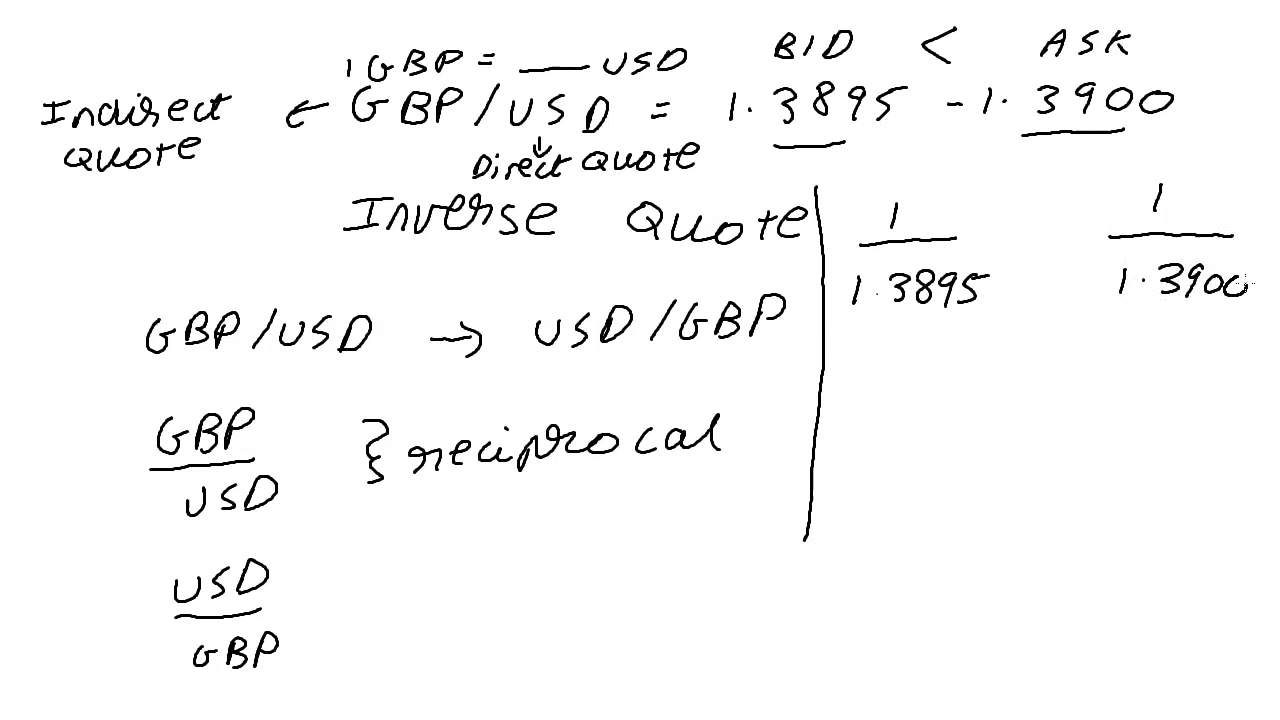 1 GBP = __ USD BID < ASK
Indirect ← GBP/USD = 1.3895 - 1.3900
QUOTE ↓
Direct QUOTE
Inverse Quote
1 1
1.3895 1.3900
GBP/USD → USD/GBP
GBP
USD
} reciprocal
USD
GBP